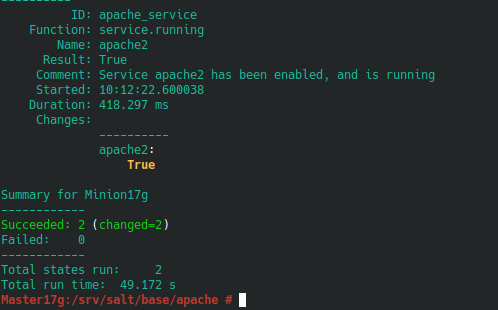 ----------
          ID: apache_service
    Function: service.running
        Name: apache2
      Result: True
     Comment: Service apache2 has been enabled, and is running
     Started: 10:12:22.600038
    Duration: 418.297 ms
     Changes:
              ----------
              apache2:
                  True

Summary for Minion17g
------------
Succeeded: 2 (changed=2)
Failed:    0
------------
Total states run:     2
Total run time:  49.172 s
Master17g:/srv/salt/base/apache #